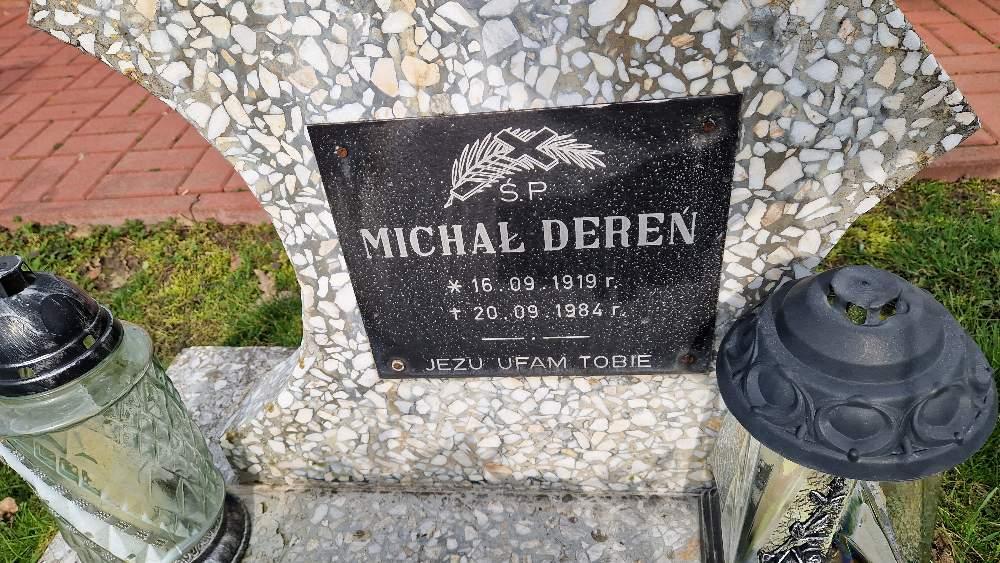 Ś.P.
MICHAŁ DEREŃ
* 16.09.1919 r.
† 20.09.1984 r.
JEZU UFAM TOBIE